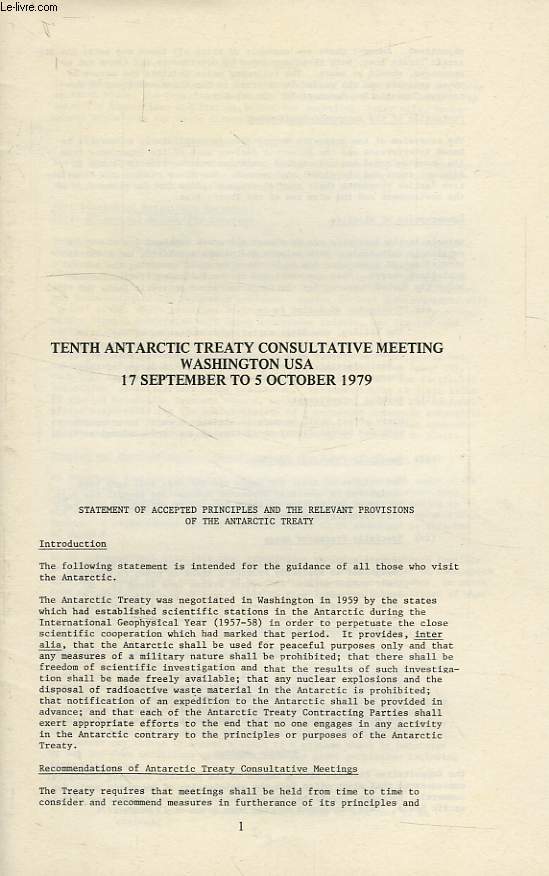 Le-livre.com
TENTH ANTARCTIC TREATY CONSULTATIVE MEETING
WASHINGTON USA
17 SEPTEMBER TO 5 OCTOBER 1979
STATEMENT OF ACCEPTED PRINCIPLES AND THE RELEVANT PROVISIONS
OF THE ANTARCTIC TREATY
Introduction
The following statement is intended for the guidance of all those who visit
the Antarctic.
The Antarctic Treaty was negotiated in Washington in 1959 by the states
which had established scientific stations in the Antarctic during the
International Geophysical Year (1957-58) in order to perpetuate the close
scientific cooperation which had marked that period. It provides, inter
alia, that the Antarctic shall be used for peaceful purposes only and that
any measures of a military nature shall be prohibited; that there shall be
freedom of scientific investigation and that the results of such investiga-
tion shall be made freely available; that any nuclear explosions and the
disposal of radioactive waste material in the Antarctic is prohibited;
that notification of an expedition to the Antarctic shall be provided in
advance; and that each of the Antarctic Treaty Contracting Parties shall
exert appropriate efforts to the end that no one engages in any activity
in the Antarctic contrary to the principles or purposes of the Antarctic
Treaty.
Recommendations of Antarctic Treaty Consultative Meetings
The Treaty requires that meetings shall be held from time to time to
consider and recommend measures in furtherance of its principles and
1